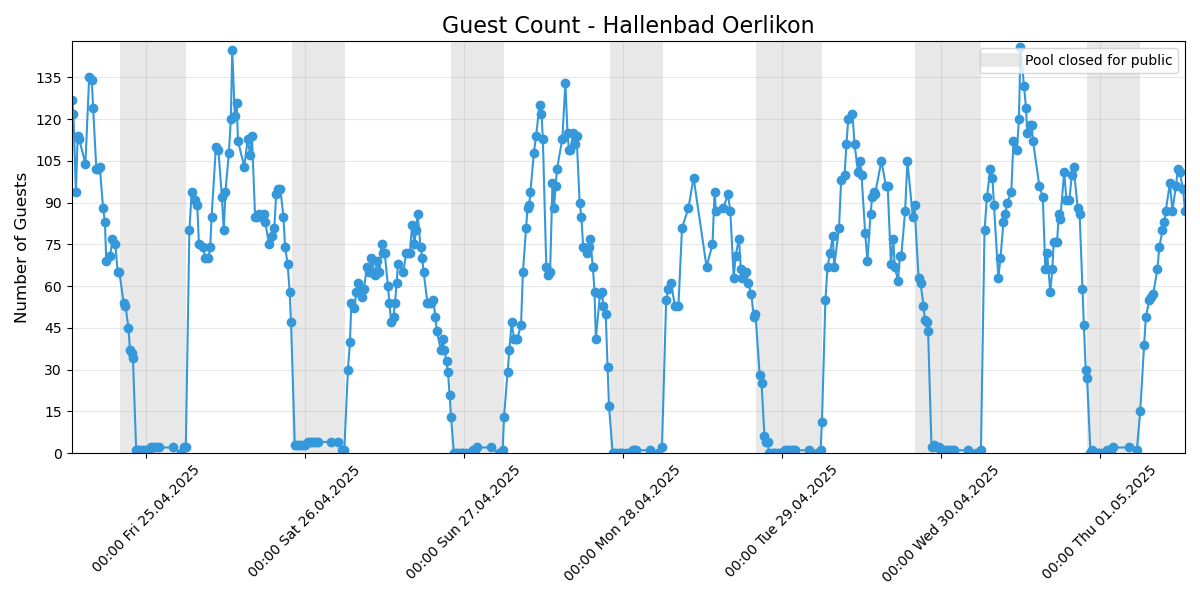 Guest Count - Hallenbad Oerlikon
Pool closed for public
Number of Guests
135
120
105
90
75
60
45
30
15
0
00:00 Fri 25.04.2025
00:00 Sat 26.04.2025
00:00 Sun 27.04.2025
00:00 Mon 28.04.2025
00:00 Tue 29.04.2025
00:00 Wed 30.04.2025
00:00 Thu 01.05.2025